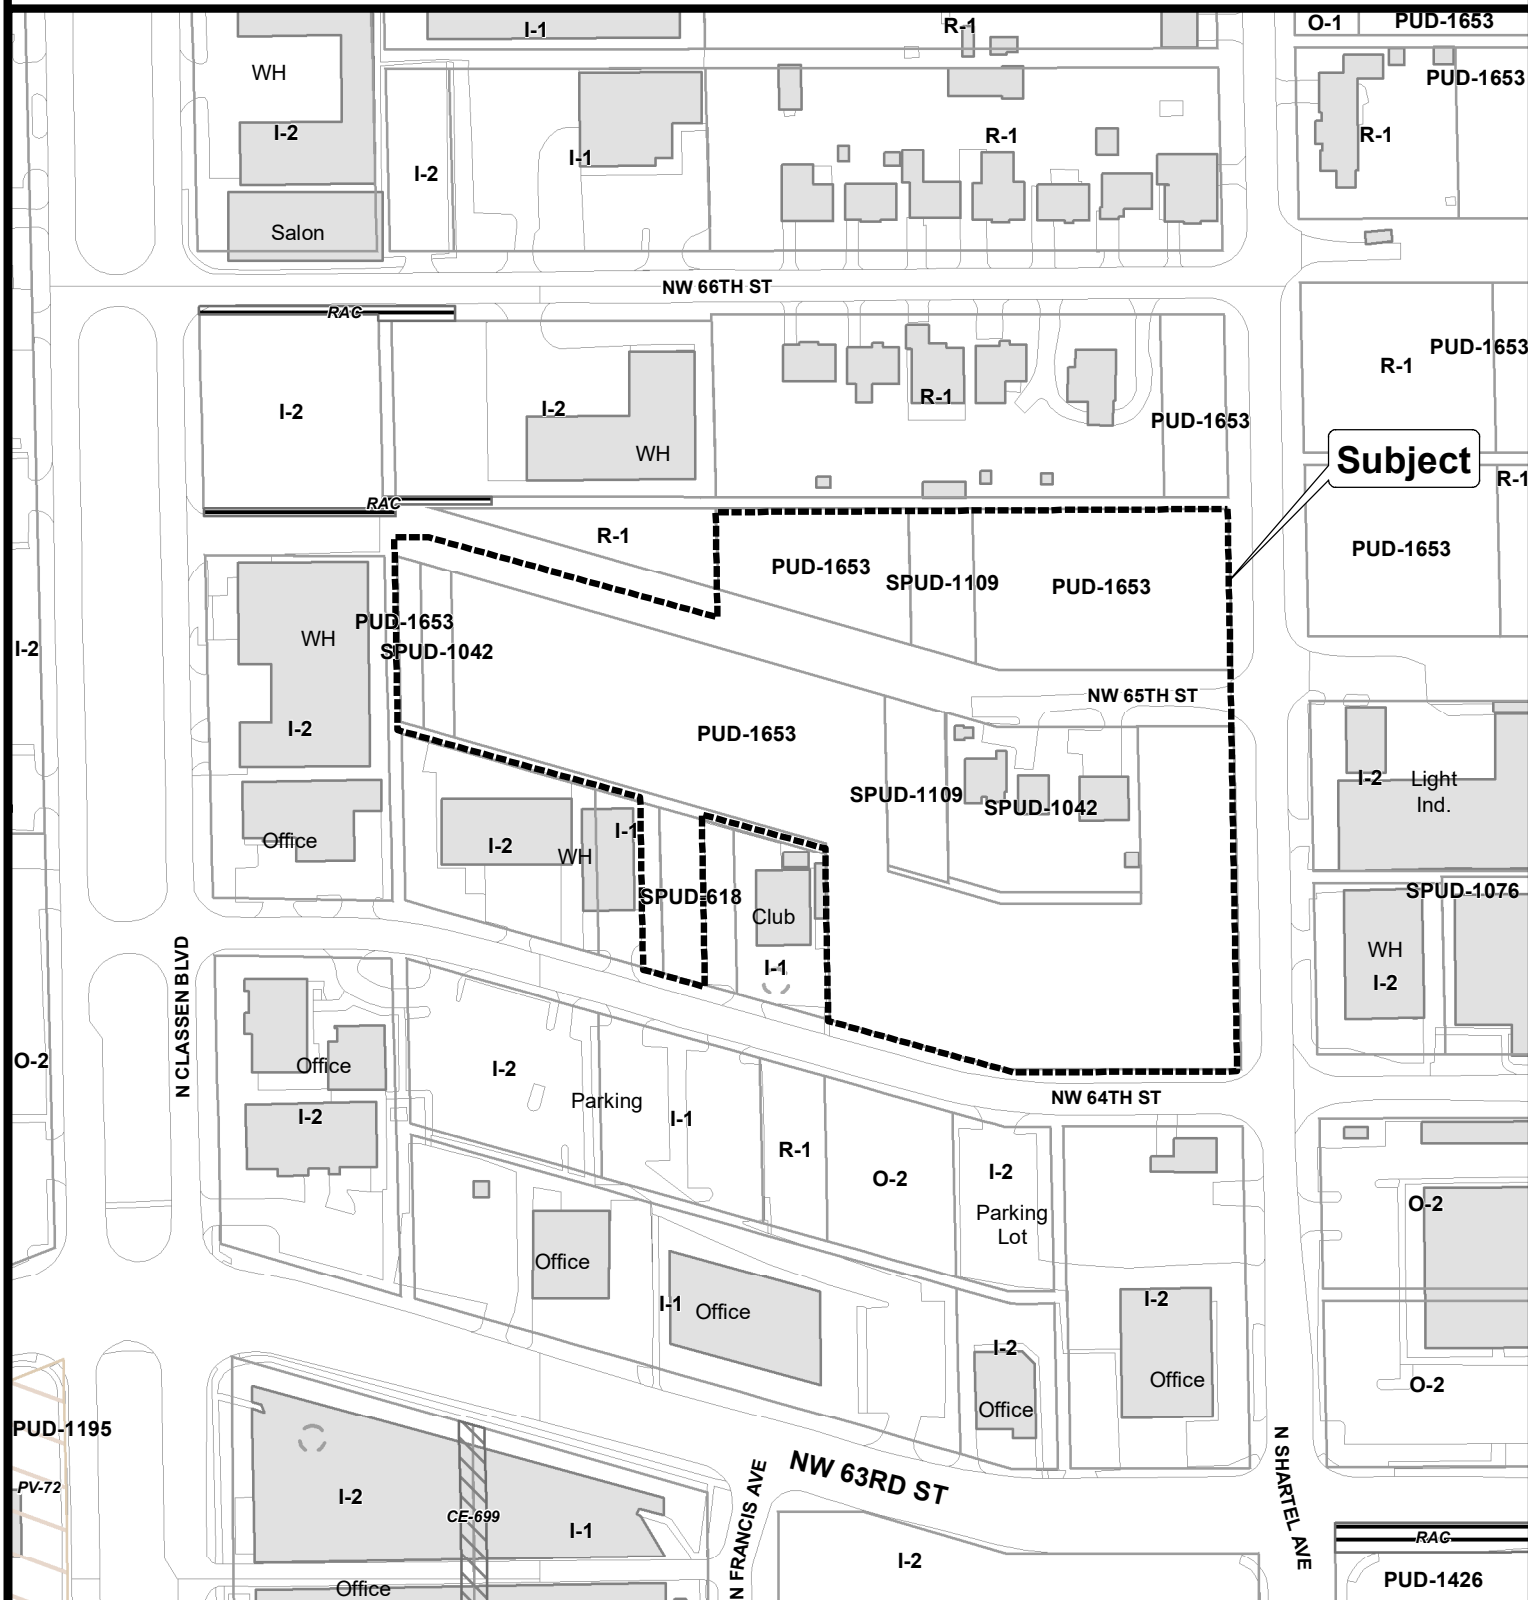 I-1
R-1
O-1
PUD-1653
WH
PUD-1653
I-2
I-1
R-1
R-1
I-2
Salon
NW 66TH ST
RAC
I-2
I-2
WH
R-1
PUD-1653
R-1
PUD-1653
Subject
R-1
RAC
R-1
PUD-1653
SPUD-1109
PUD-1653
PUD-1653
I-2
WH
PUD-1653
SPUD-1042
I-2
PUD-1653
NW 65TH ST
SPUD-1109
SPUD-1042
I-2
Light
Ind.
Office
I-2
WH
I-1
SPUD-618
Club
I-1
SPUD-1076
WH
I-2
N CLASSEN BLVD
O-2
Office
I-2
I-2
Parking
I-1
NW 64TH ST
R-1
O-2
I-2
Parking
Lot
O-2
Office
I-1
Office
I-2
Office
I-2
Office
O-2
PUD-1195
PV-72
I-2
CE-699
I-1
Office
N FRANCIS AVE
NW 63RD ST
I-2
N SHARTEL AVE
RAC
PUD-1426